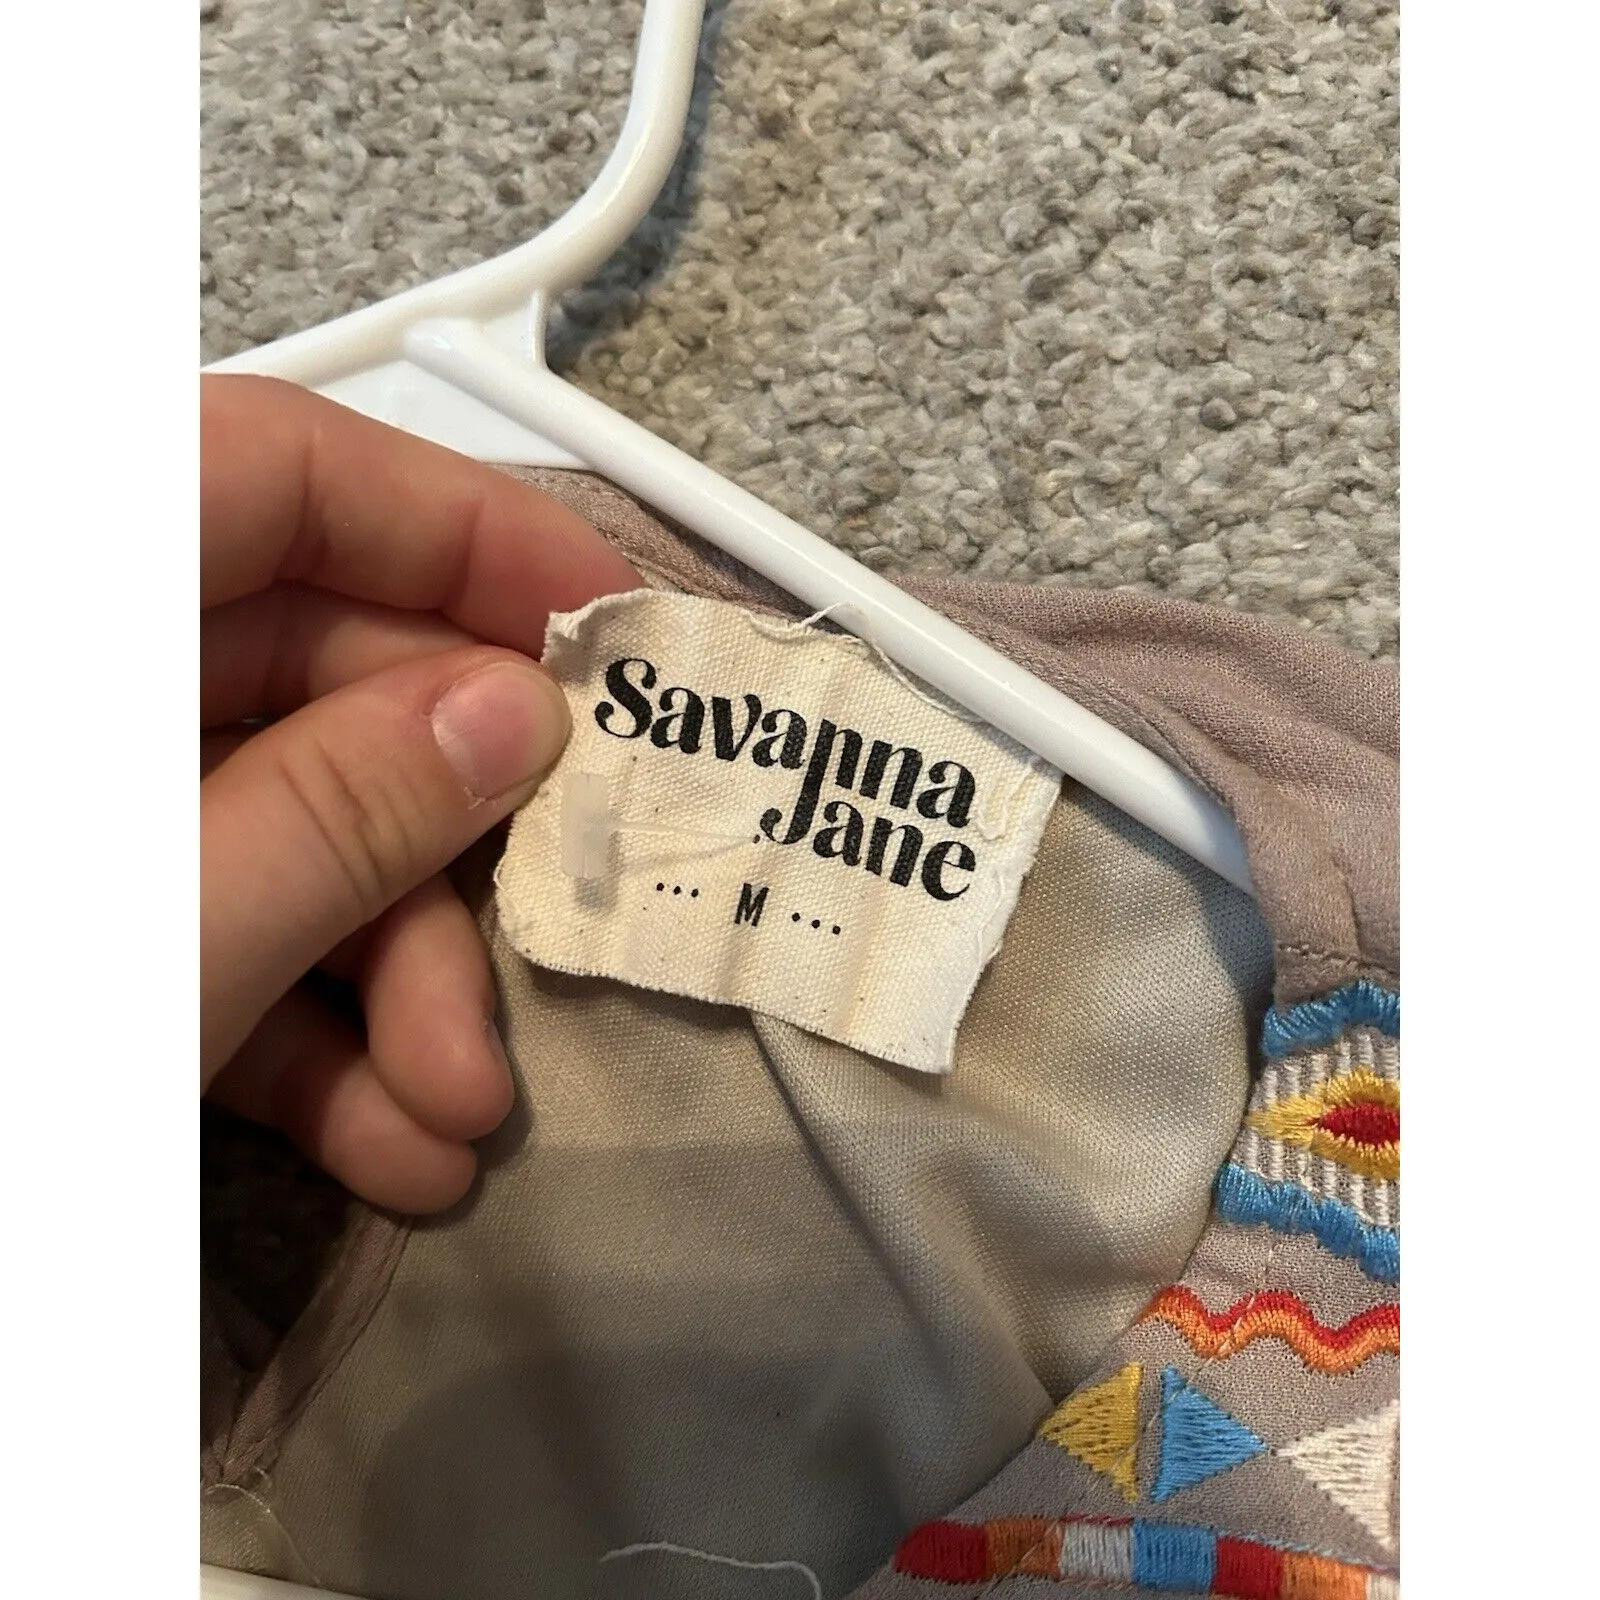 Savanna
Jane
••• M •••